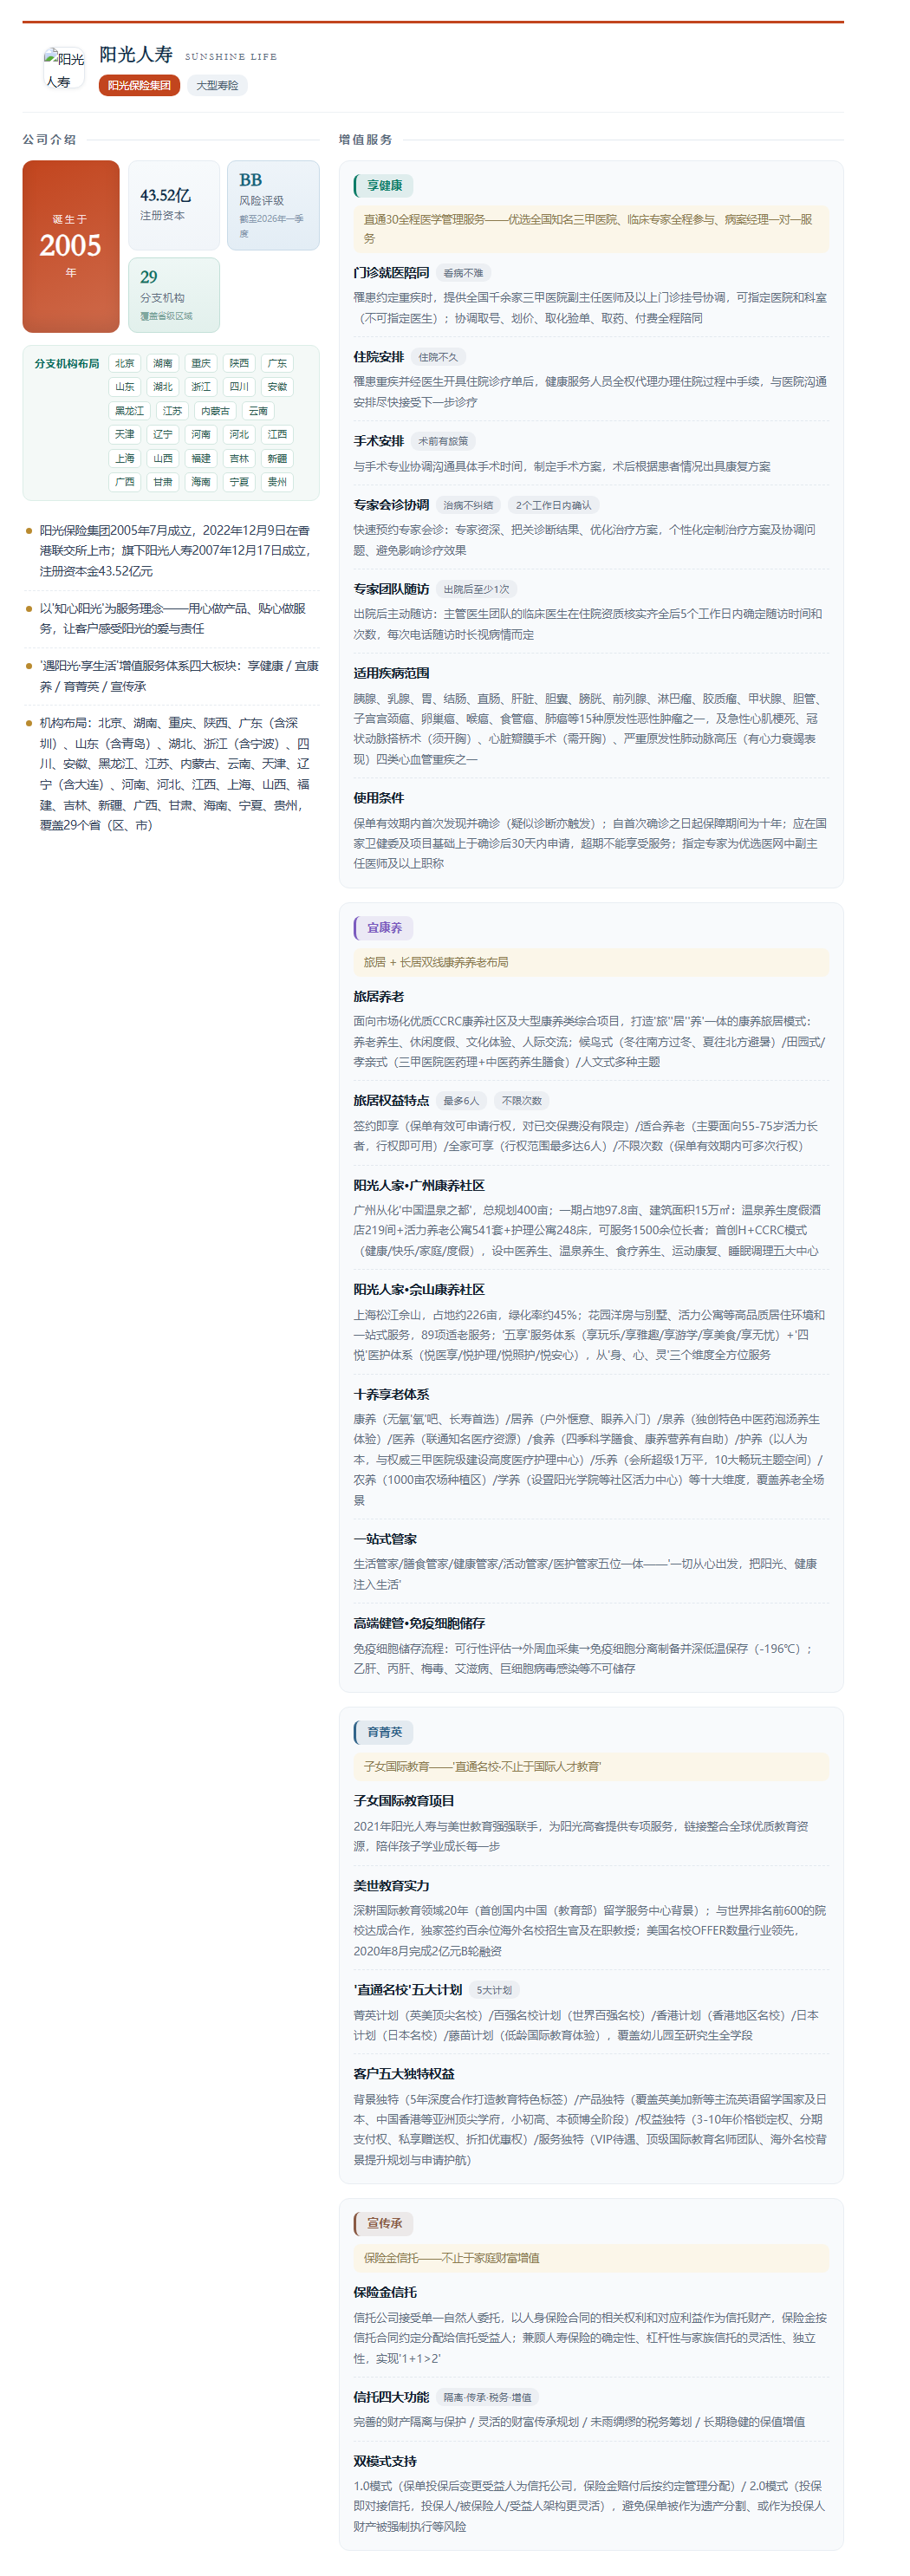 阳光人寿
阳光人寿 SUNSHINE LIFE
阳光保险集团 大型寿险
公司介绍
诞生于
2005
年
43.52亿
注册资本
BB
风险评级
截至2026年一季度
29
分支机构
覆盖省级区域
分支机构布局 北京 湖南 重庆 陕西 广东
山东 湖北 浙江 四川 安徽
黑龙江 江苏 内蒙古 云南
天津 辽宁 河南 河北 江西
上海 山西 福建 吉林 新疆
广西 甘肃 海南 宁夏 贵州
阳光保险集团2005年7月成立，2022年12月9日在香
港联交所上市；旗下阳光人寿2007年12月17日成立，
注册资本金43.52亿元
以'知心阳光'为服务理念——用心做产品、贴心做服
务，让客户感受阳光的爱与责任
'遇阳光·享生活'增值服务体系四大板块：享健康 / 宜康
养 / 育菁英 / 宣传承
机构布局：北京、湖南、重庆、陕西、广东（含深
圳）、山东（含青岛）、湖北、浙江（含宁波）、四
川、安徽、黑龙江、江苏、内蒙古、云南、天津、辽
宁（含大连）、河南、河北、江西、上海、山西、福
建、吉林、新疆、广西、甘肃、海南、宁夏、贵州，
覆盖29个省（区、市）
增值服务
享健康
直通30全程医学管理服务——优选全国知名三甲医院、临床专家全程参与、病案经理一对一服
务
门诊就医陪同 看病不难
罹患约定重疾时，提供全国千余家三甲医院副主任医师及以上门诊挂号协调，可指定医院和科室
（不可指定医生）；协调取号、划价、取化验单、取药、付费全程陪同
住院安排 住院不久
罹患重疾并经医生开具住院诊疗单后，健康服务人员全权代理办理住院过程中手续，与医院沟通
安排尽快接受下一步诊疗
手术安排 术前有旅策
与手术专业协调沟通具体手术时间，制定手术方案，术后根据患者情况出具康复方案
专家会诊协调 治病不纠结 2个工作日内确认
快速预约专家会诊：专家资深、把关诊断结果、优化治疗方案，个性化定制治疗方案及协调问
题、避免影响诊疗效果
专家团队随访 出院后至少1次
出院后主动随访：主管医生团队的临床医生在住院资质核实齐全后5个工作日内确定随访时间和
次数，每次电话随访时长视病情而定
适用疾病范围
胰腺、乳腺、胃、结肠、直肠、肝脏、胆囊、膀胱、前列腺、淋巴瘤、胶质瘤、甲状腺、胆管、
子宫宫颈癌、卵巢癌、喉癌、食管癌、肺癌等15种原发性恶性肿瘤之一，及急性心肌梗死、冠
状动脉搭桥术（须开胸）、心脏瓣膜手术（需开胸）、严重原发性肺动脉高压（有心力衰竭表
现）四类心血管重疾之一
使用条件
保单有效期内首次发现并确诊（疑似诊断亦触发）；自首次确诊之日起保障期间为十年；应在国
家卫健委及项目基础上于确诊后30天内申请，超期不能享受服务；指定专家为优选医网中副主
任医师及以上职称
宜康养
旅居 + 长居双线康养养老布局
旅居养老
面向市场化优质CCRC康养社区及大型康养类综合项目，打造'旅''居''养'一体的康养旅居模式：
养老养生、休闲度假、文化体验、人际交流；候鸟式（冬往南方过冬、夏往北方避暑）/田园式/
孝亲式（三甲医院医药理+中医药养生膳食）/人文式多种主题
旅居权益特点 最多6人 不限次数
签约即享（保单有效可申请行权，对已交保费没有限定）/适合养老（主要面向55-75岁活力长
者，行权即可用）/全家可享（行权范围最多达6人）/不限次数（保单有效期内可多次行权）
阳光人家•广州康养社区
广州从化'中国温泉之都'，总规划400亩；一期占地97.8亩、建筑面积15万㎡：温泉养生度假酒
店219间+活力养老公寓541套+护理公寓248床，可服务1500余位长者；首创H+CCRC模式
（健康/快乐/家庭/度假），设中医养生、温泉养生、食疗养生、运动康复、睡眠调理五大中心
阳光人家•佘山康养社区
上海松江佘山，占地约226亩，绿化率约45%；花园洋房与别墅、活力公寓等高品质居住环境和
一站式服务，89项适老服务；'五享'服务体系（享玩乐/享雅趣/享游学/享美食/享无忧）+'四
悦'医护体系（悦医享/悦护理/悦照护/悦安心），从'身、心、灵'三个维度全方位服务
十养享老体系
康养（无氧'氧'吧、长寿首选）/居养（户外惬意、眼养入门）/泉养（独创特色中医药泡汤养生
体验）/医养（联通知名医疗资源）/食养（四季科学膳食、康养营养有自助）/护养（以人为
本，与权威三甲医院级建设高度医疗护理中心）/乐养（会所超级1万平，10大畅玩主题空间）/
农养（1000亩农场种植区）/学养（设置阳光学院等社区活力中心）等十大维度，覆盖养老全场
景
一站式管家
生活管家/膳食管家/健康管家/活动管家/医护管家五位一体——'一切从心出发，把阳光、健康
注入生活'
高端健管•免疫细胞储存
免疫细胞储存流程：可行性评估→外周血采集→免疫细胞分离制备并深低温保存（-196℃）；
乙肝、丙肝、梅毒、艾滋病、巨细胞病毒感染等不可储存
育菁英
子女国际教育——'直通名校·不止于国际人才教育'
子女国际教育项目
2021年阳光人寿与美世教育强强联手，为阳光高客提供专项服务，链接整合全球优质教育资
源，陪伴孩子学业成长每一步
美世教育实力
深耕国际教育领域20年（首创国内中国（教育部）留学服务中心背景）；与世界排名前600的院
校达成合作，独家签约百余位海外名校招生官及在职教授；美国名校OFFER数量行业领先，
2020年8月完成2亿元B轮融资
'直通名校'五大计划 5大计划
菁英计划（英美顶尖名校）/百强名校计划（世界百强名校）/香港计划（香港地区名校）/日本
计划（日本名校）/藤苗计划（低龄国际教育体验），覆盖幼儿园至研究生全学段
客户五大独特权益
背景独特（5年深度合作打造教育特色标签）/产品独特（覆盖英美加新等主流英语留学国家及日
本、中国香港等亚洲顶尖学府，小初高、本硕博全阶段）/权益独特（3-10年价格锁定权、分期
支付权、私享赠送权、折扣优惠权）/服务独特（VIP待遇、顶级国际教育名师团队、海外名校背
景提升规划与申请护航）
宣传承
保险金信托——不止于家庭财富增值
保险金信托
信托公司接受单一自然人委托，以人身保险合同的相关权利和对应利益作为信托财产，保险金按
信托合同约定分配给信托受益人；兼顾人寿保险的确定性、杠杆性与家族信托的灵活性、独立
性，实现'1+1>2'
信托四大功能 隔离·传承·税务·增值
完善的财产隔离与保护 / 灵活的财富传承规划 / 未雨绸缪的税务筹划 / 长期稳健的保值增值
双模式支持
1.0模式（保单投保后变更受益人为信托公司，保险金赔付后按约定管理分配）/ 2.0模式（投保
即对接信托，投保人/被保险人/受益人架构更灵活），避免保单被作为遗产分割、或作为投保人
财产被强制执行等风险